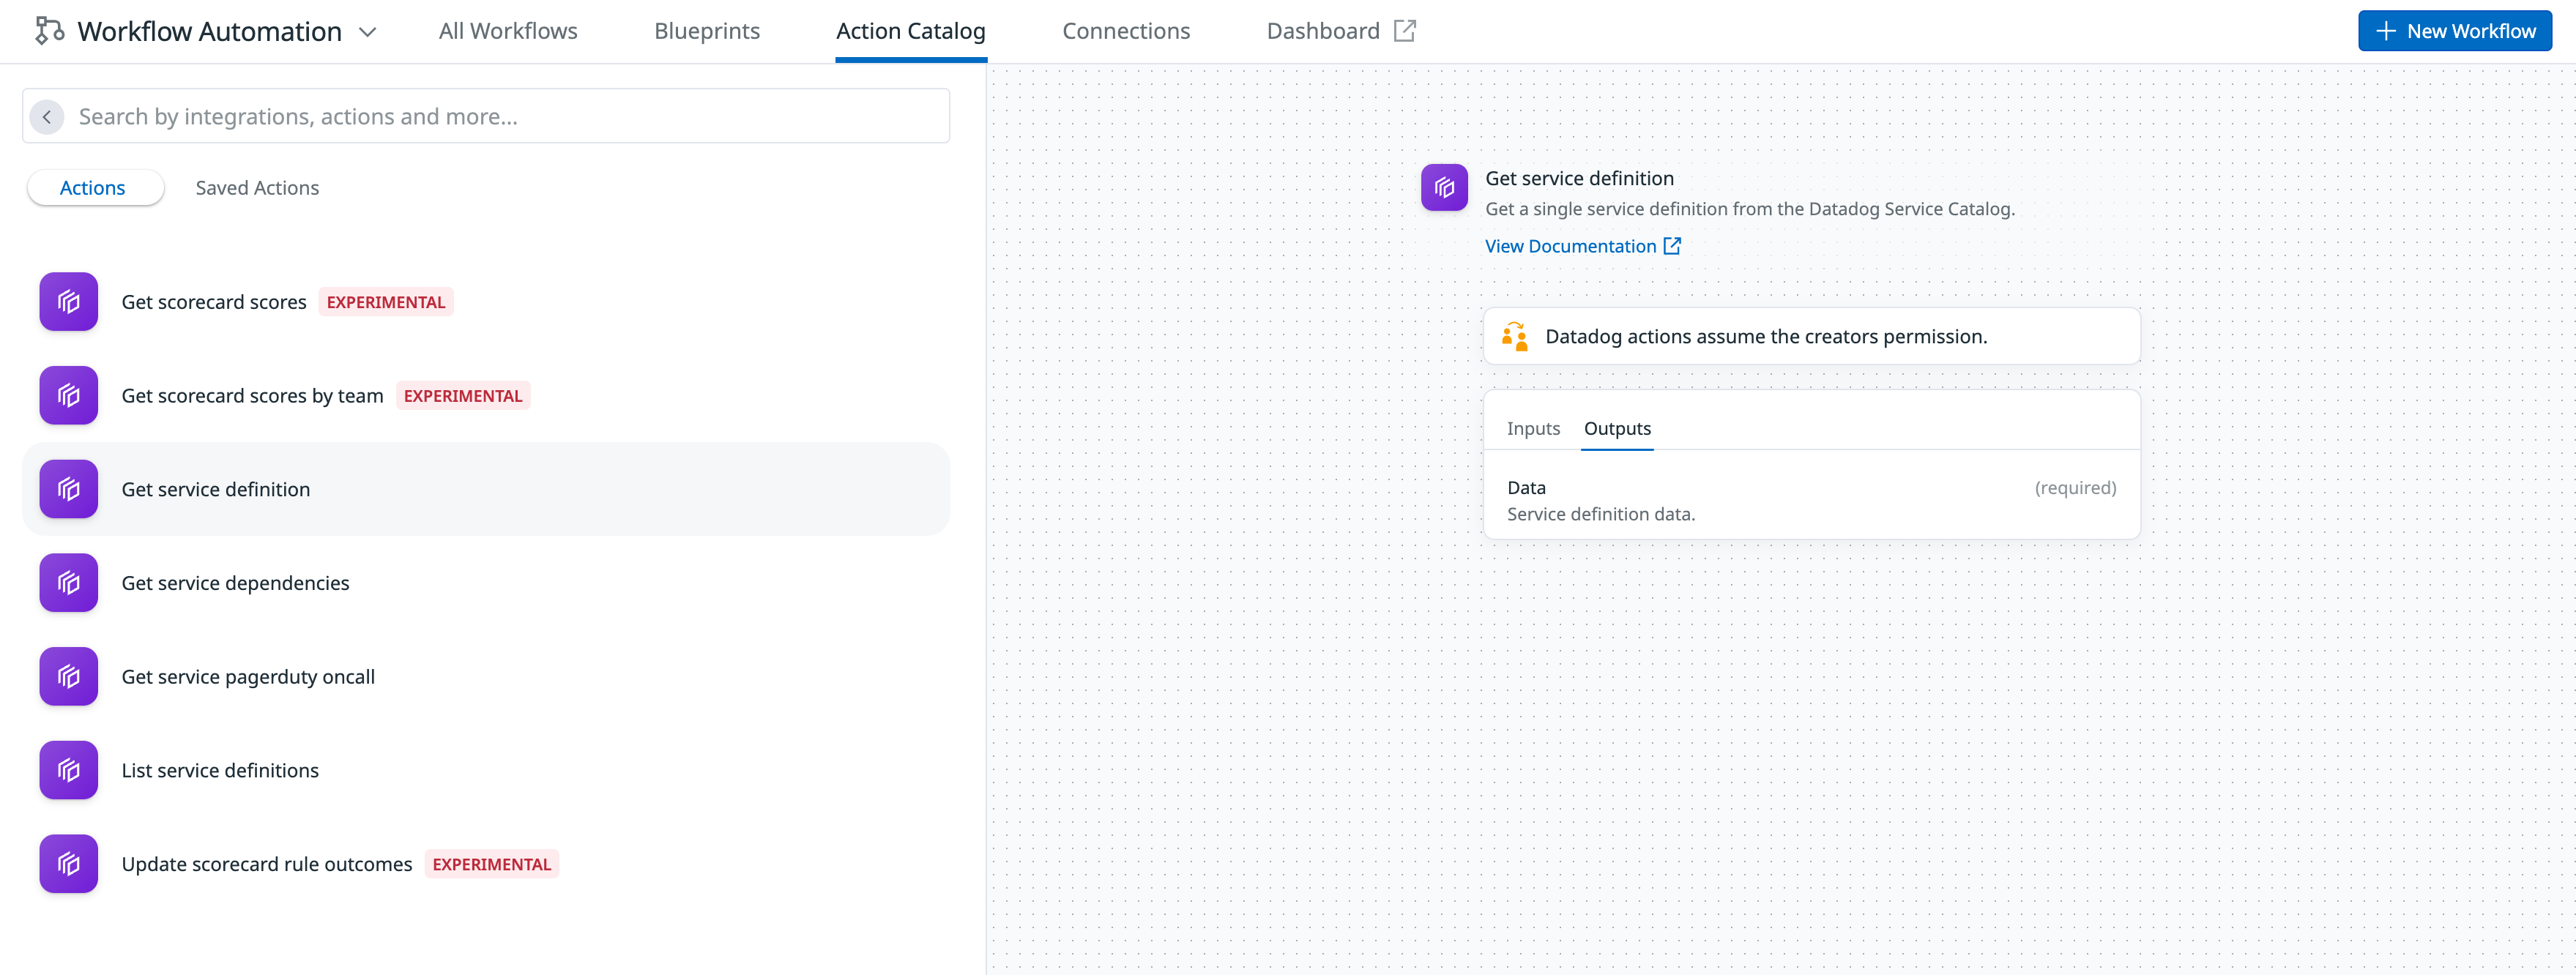 Workflow Automation
All Workflows
Blueprints
Action Catalog
Connections
Dashboard
New Workflow
Search by integrations, actions and more...
Actions
Saved Actions
Get scorecard scores EXPERIMENTAL
Get scorecard scores by team EXPERIMENTAL
Get service definition
Get service dependencies
Get service pagerduty oncall
List service definitions
Update scorecard rule outcomes EXPERIMENTAL
Get service definition
Get a single service definition from the Datadog Service Catalog.
View Documentation
Datadog actions assume the creators permission.
Inputs
Outputs
Data (required)
Service definition data.